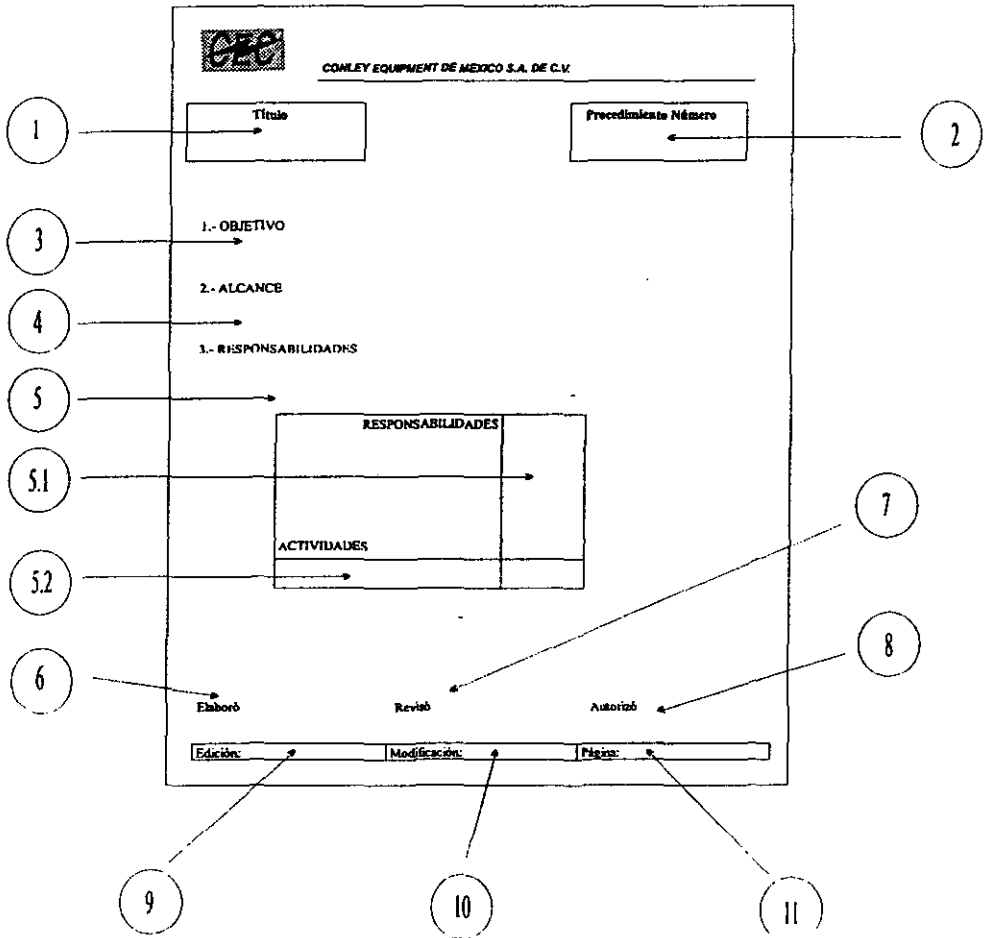 CEC
CONLEY EQUIPMENT DE MEXICO S.A. DE C.V.
1
Título
Procedimiento Número
2
1.- OBJETIVO
3
2.- ALCANCE
4
3.- RESPONSABILIDADES
5
RESPONSABILIDADES
5.1
7
ACTIVIDADES
5.2
8
6
Elaboró
Revisó
Autorizó
Edición:
Modificación:
Página:
9
10
11